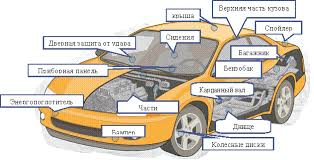 Верхняя часть кузова
крыша
Спойлер
Дверная защита от удара
Сидения
Багажник
Приборная панель
Бензобак
Карданный вал
Энергопоглотитель
Части
Днище
Бампер
Колесные диски